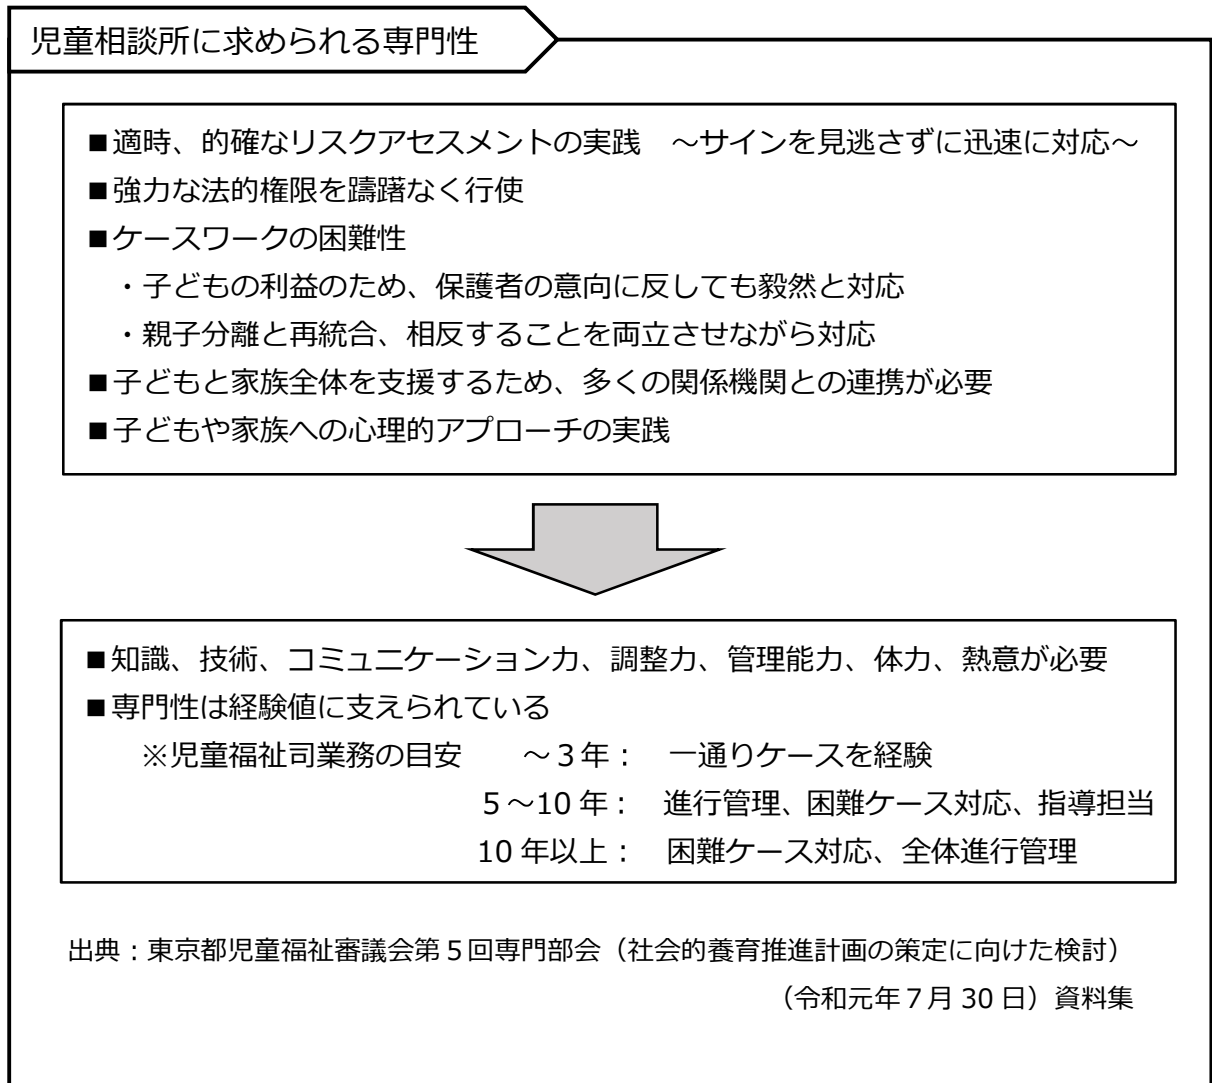 児童相談所に求められる専門性
■適時、的確なリスクアセスメントの実践　～サインを見逃さずに迅速に対応～
■強力な法的権限を躊躇なく行使
■ケースワークの困難性
・子どもの利益のため、保護者の意向に反しても毅然と対応
・親子分離と再統合、相反することを両立させながら対応
■子どもと家族全体を支援するため、多くの関係機関との連携が必要
■子どもや家族への心理的アプローチの実践
■知識、技術、コミュニケーション力、調整力、管理能力、体力、熱意が必要
■専門性は経験値に支えられている
※児童福祉司業務の目安　　～３年：　一通りケースを経験
５～10 年：　進行管理、困難ケース対応、指導担当
10 年以上：　困難ケース対応、全体進行管理
出典：東京都児童福祉審議会第５回専門部会（社会的養育推進計画の策定に向けた検討）
（令和元年７月 30 日）資料集